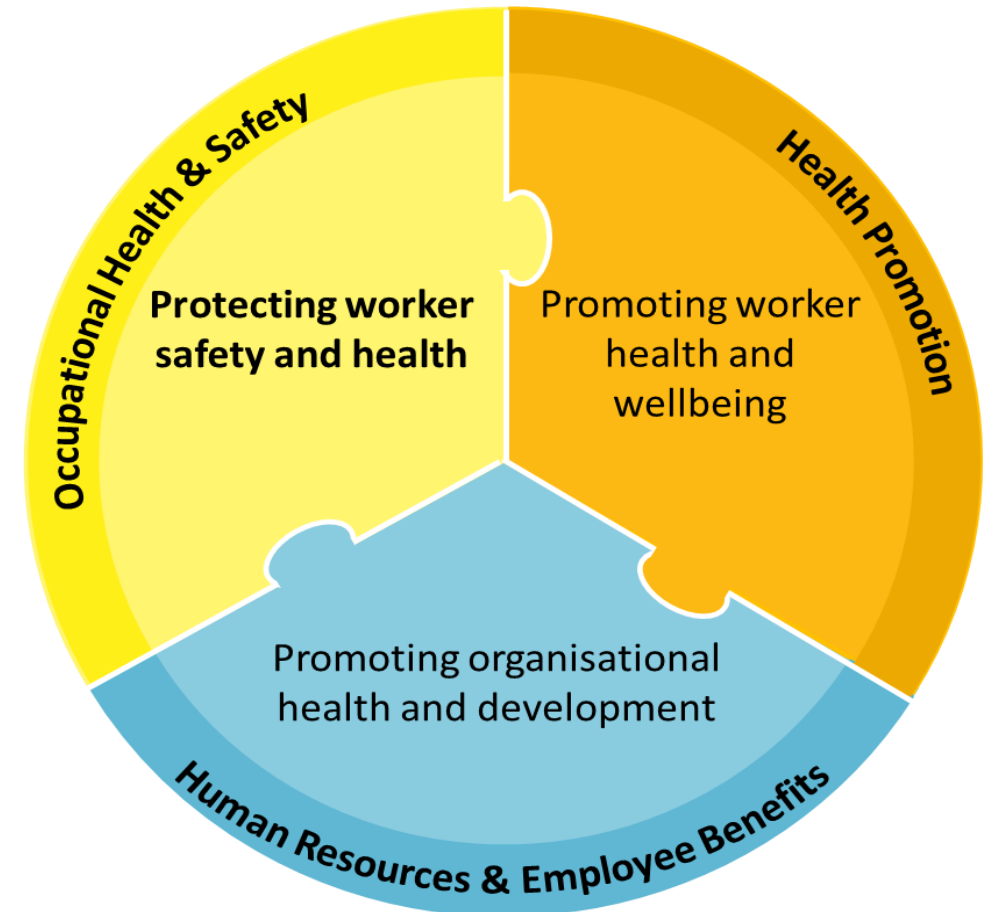 Occupational Health & Safety
Health Promotion
Protecting worker
safety and health
Promoting worker
health and
wellbeing
Promoting organisational
health and development
Human Resources & Employee Benefits